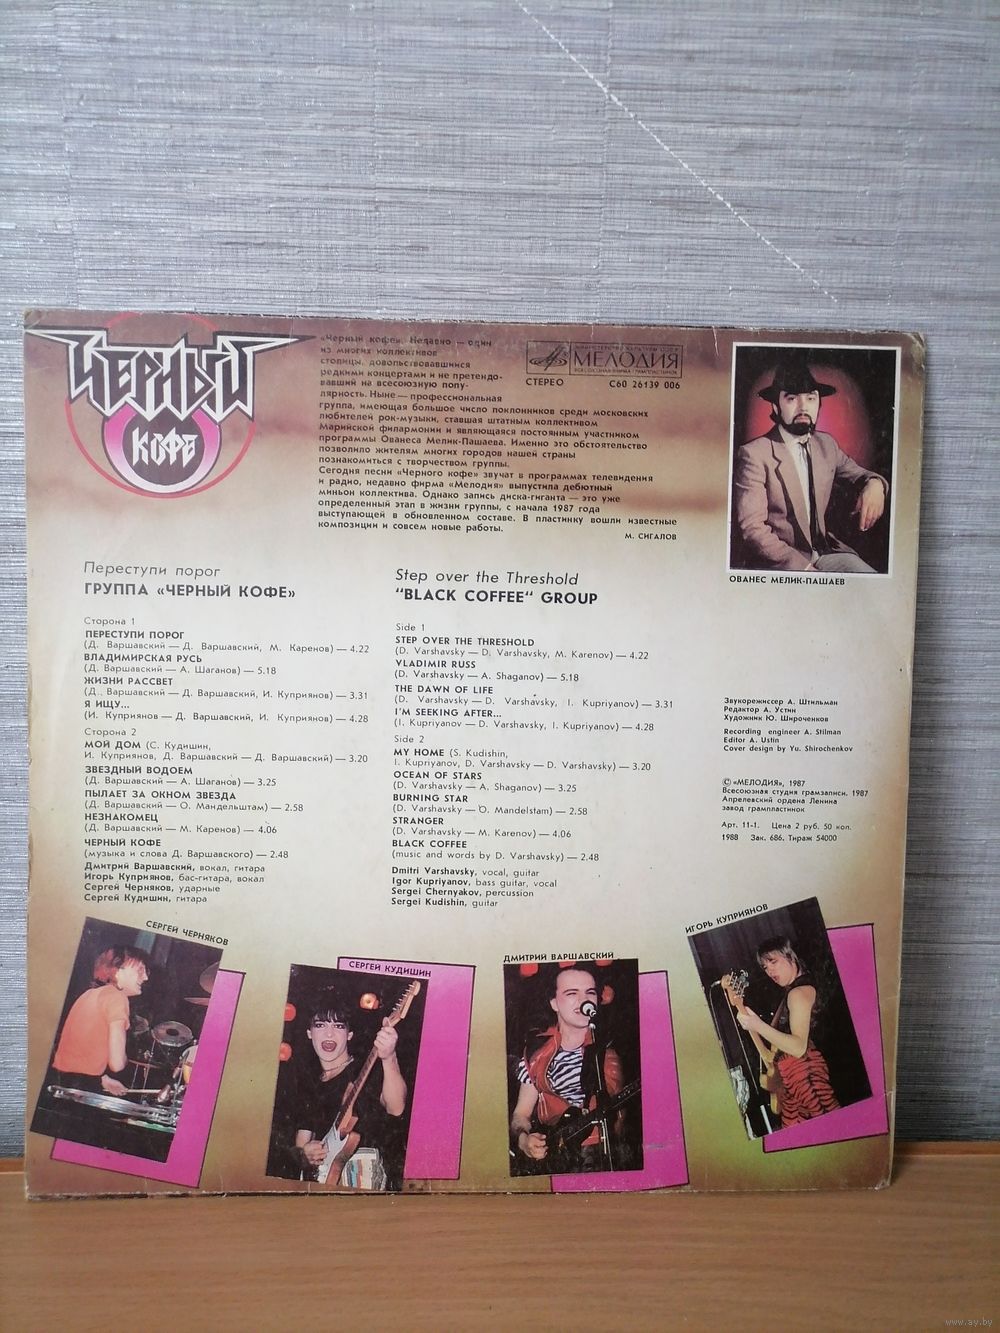 ЧЕРНЫЙ
КОФЕ
«Черный кофе». Недавно — один
из многих коллективов
столицы, довольствовавшийся
редкими концертами и не претендо-
вавший на всесоюзную попу-
лярность. Ныне — профессиональная
группа, имеющая большое число поклонников среди московских
любителей рок-музыки, ставшая штатным коллективом
Марийской филармонии и являющаяся постоянным участником
программы Ованеса Мелик-Пашаева. Именно это обстоятельство
позволило жителям многих городов нашей страны
познакомиться с творчеством группы.
Сегодня песни «Черного кофе» звучат в программах телевидения
и радио, недавно фирма «Мелодия» выпустила дебютный
миньон коллектива. Однако запись диска-гиганта — это уже
определенный этап в жизни группы, с начала 1987 года
выступающей в обновленном составе. В пластинку вошли известные
композиции и совсем новые работы.
М. СИГАЛОВ
МЕЛОДИЯ
СТЕРЕО С60 26139 006
ОВАНЕС МЕЛИК-ПАШАЕВ
Переступи порог
ГРУППА «ЧЕРНЫЙ КОФЕ»
Сторона 1
ПЕРЕСТУПИ ПОРОГ
(Д. Варшавский — Д. Варшавский, М. Каренов) — 4.22
ВЛАДИМИРСКАЯ РУСЬ
(Д. Варшавский — А. Шаганов) — 5.18
ЖИЗНИ РАССВЕТ
(Д. Варшавский — Д. Варшавский, И. Куприянов) — 3.31
Я ИЩУ...
(И. Куприянов — Д. Варшавский, И. Куприянов) — 4.28
Сторона 2
МОЙ ДОМ (С. Кудишин,
И. Куприянов, Д. Варшавский — Д. Варшавский) — 3.20
ЗВЕЗДНЫЙ ВОДОЕМ
(Д. Варшавский — А. Шаганов) — 3.25
ПЫЛАЕТ ЗА ОКНОМ ЗВЕЗДА
(Д. Варшавский — О. Мандельштам) — 2.58
НЕЗНАКОМЕЦ
(Д. Варшавский — М. Каренов) — 4.06
ЧЕРНЫЙ КОФЕ
(музыка и слова Д. Варшавского) — 2.48
Дмитрий Варшавский, вокал, гитара
Игорь Куприянов, бас-гитара, вокал
Сергей Черняков, ударные
Сергей Кудишин, гитара
Step over the Threshold
"BLACK COFFEE" GROUP
Side 1
STEP OVER THE THRESHOLD
(D. Varshavsky — D. Varshavsky, M. Karenov) — 4.22
VLADIMIR RUSS
(D. Varshavsky — A. Shaganov) — 5.18
THE DAWN OF LIFE
(D. Varshavsky — D. Varshavsky, I. Kupriyanov) — 3.31
I'M SEEKING AFTER...
(I. Kupriyanov — D. Varshavsky, I. Kupriyanov) — 4.28
Side 2
MY HOME (S. Kudishin,
I. Kupriyanov, D. Varshavsky — D. Varshavsky) — 3.20
OCEAN OF STARS
(D. Varshavsky — A. Shaganov) — 3.25
BURNING STAR
(D. Varshavsky — O. Mandelstam) — 2.58
STRANGER
(D. Varshavsky — M. Karenov) — 4.06
BLACK COFFEE
(music and words by D. Varshavsky) — 2.48
Dmitri Varshavsky, vocal, guitar
Igor Kupriyanov, bass guitar, vocal
Sergei Chernyakov, percussion
Sergei Kudishin, guitar
Звукорежиссер А. Штильман
Редактор А. Устин
Художник Ю. Широченков
Recording engineer A. Stilman
Editor A. Ustin
Cover design by Yu. Shirochenkov
© «МЕЛОДИЯ», 1987
Всесоюзная студия грамзаписи. 1987
Апрелевский ордена Ленина
завод грампластинок
Арт. 11-1. Цена 2 руб. 50 коп.
1988 Зак. 686. Тираж 54000
СЕРГЕЙ ЧЕРНЯКОВ
СЕРГЕЙ КУДИШИН
ДМИТРИЙ ВАРШАВСКИЙ
ИГОРЬ КУПРИЯНОВ
www.ay.by